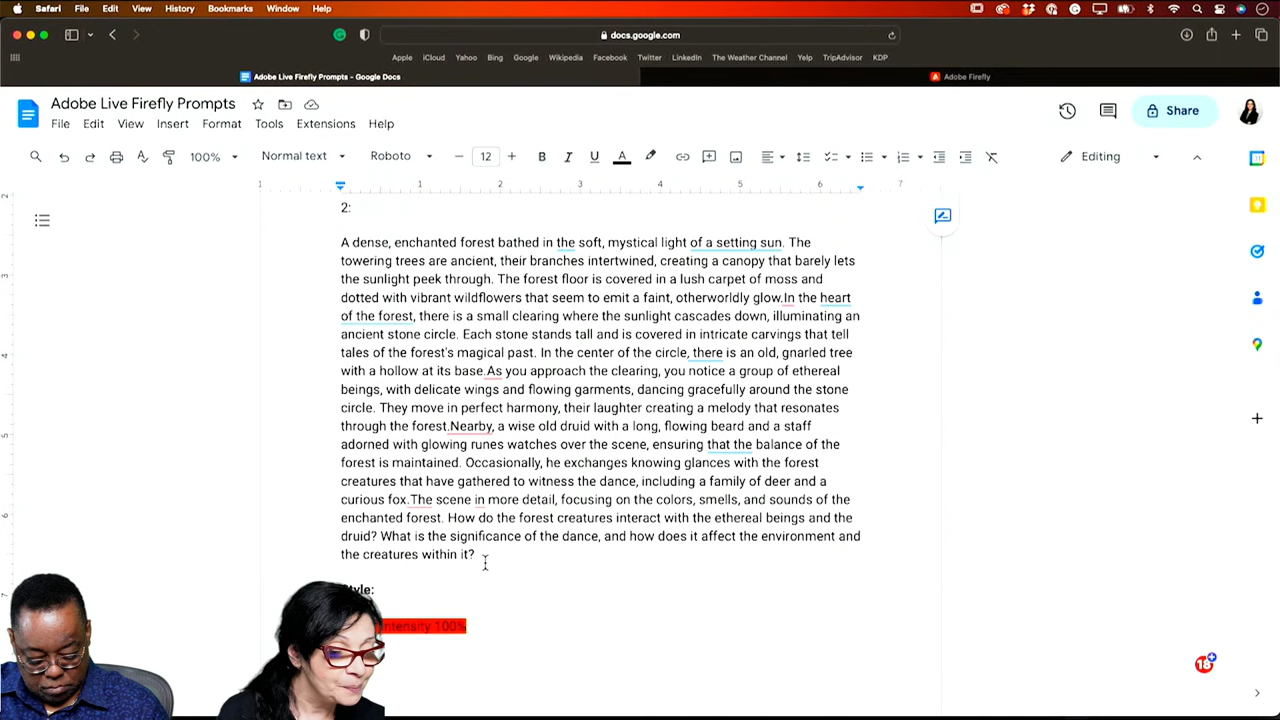 Safari File Edit View History Bookmarks Window Help
docs.google.com
Apple iCloud Yahoo Bing Google Wikipedia Facebook Twitter LinkedIn The Weather Channel Yelp TripAdvisor KDP
Adobe Live Firefly Prompts - Google Docs Adobe Firefly
Adobe Live Firefly Prompts
Share
File Edit View Insert Format Tools Extensions Help
100% Normal text Roboto 12 B I U A Editing
1 1 2 3 4 5 6 7
2:
A dense, enchanted forest bathed in the soft, mystical light of a setting sun. The
towering trees are ancient, their branches intertwined, creating a canopy that barely lets
the sunlight peek through. The forest floor is covered in a lush carpet of moss and
dotted with vibrant wildflowers that seem to emit a faint, otherworldly glow.In the heart
of the forest, there is a small clearing where the sunlight cascades down, illuminating an
ancient stone circle. Each stone stands tall and is covered in intricate carvings that tell
tales of the forest's magical past. In the center of the circle, there is an old, gnarled tree
with a hollow at its base.As you approach the clearing, you notice a group of ethereal
beings, with delicate wings and flowing garments, dancing gracefully around the stone
circle. They move in perfect harmony, their laughter creating a melody that resonates
through the forest.Nearby, a wise old druid with a long, flowing beard and a staff
adorned with glowing runes watches over the scene, ensuring that the balance of the
forest is maintained. Occasionally, he exchanges knowing glances with the forest
creatures that have gathered to witness the dance, including a family of deer and a
curious fox.The scene in more detail, focusing on the colors, smells, and sounds of the
enchanted forest. How do the forest creatures interact with the ethereal beings and the
druid? What is the significance of the dance, and how does it affect the environment and
the creatures within it?
intensity 100%
18